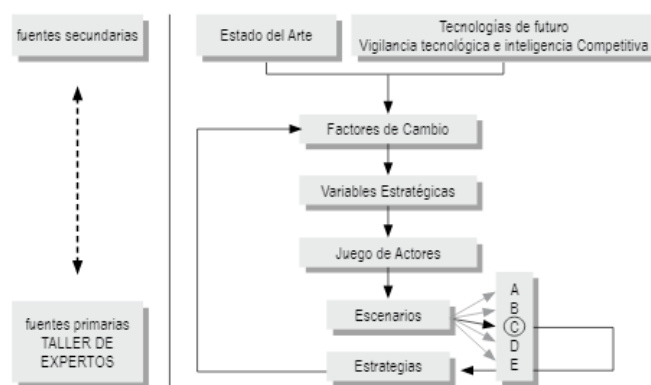 fuentes secundarias
Estado del Arte
Tecnologías de futuro
Vigilancia tecnológica e inteligencia Competitiva
Factores de Cambio
Variables Estratégicas
Juego de Actores
Escenarios
A
B
C
D
E
fuentes primarias
TALLER DE
EXPERTOS
Estrategias